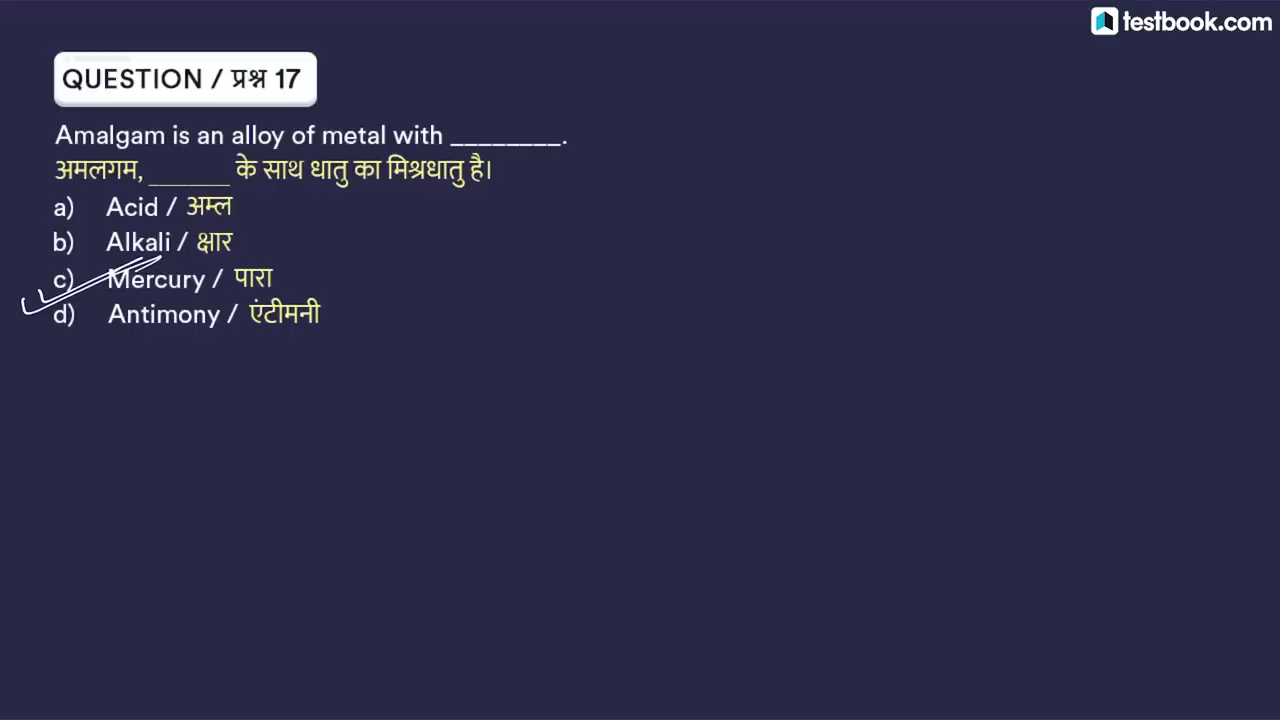 testbook.com
QUESTION / प्रश्न 17
Amalgam is an alloy of metal with ________.
अमलगम, ______ के साथ धातु का मिश्रधातु है।
a) Acid / अम्ल
b) Alkali / क्षार
c) Mercury / पारा
d) Antimony / एंटीमनी